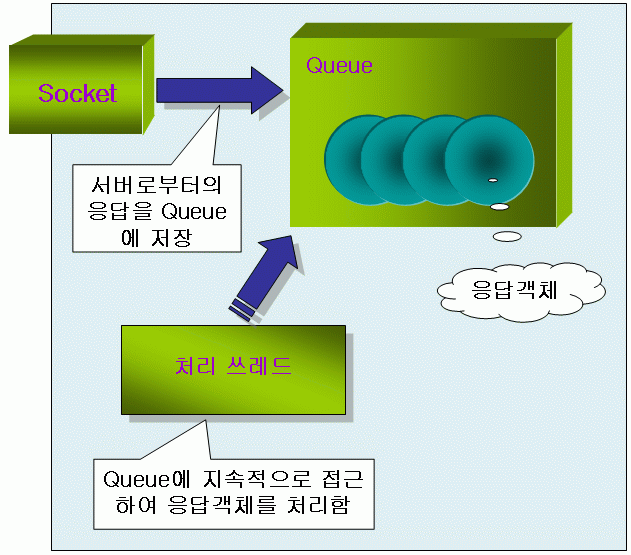 Socket
Queue
서버로부터의
응답을 Queue
에 저장
응답객체
처리 쓰레드
Queue에 지속적으로 접근
하여 응답객체를 처리함